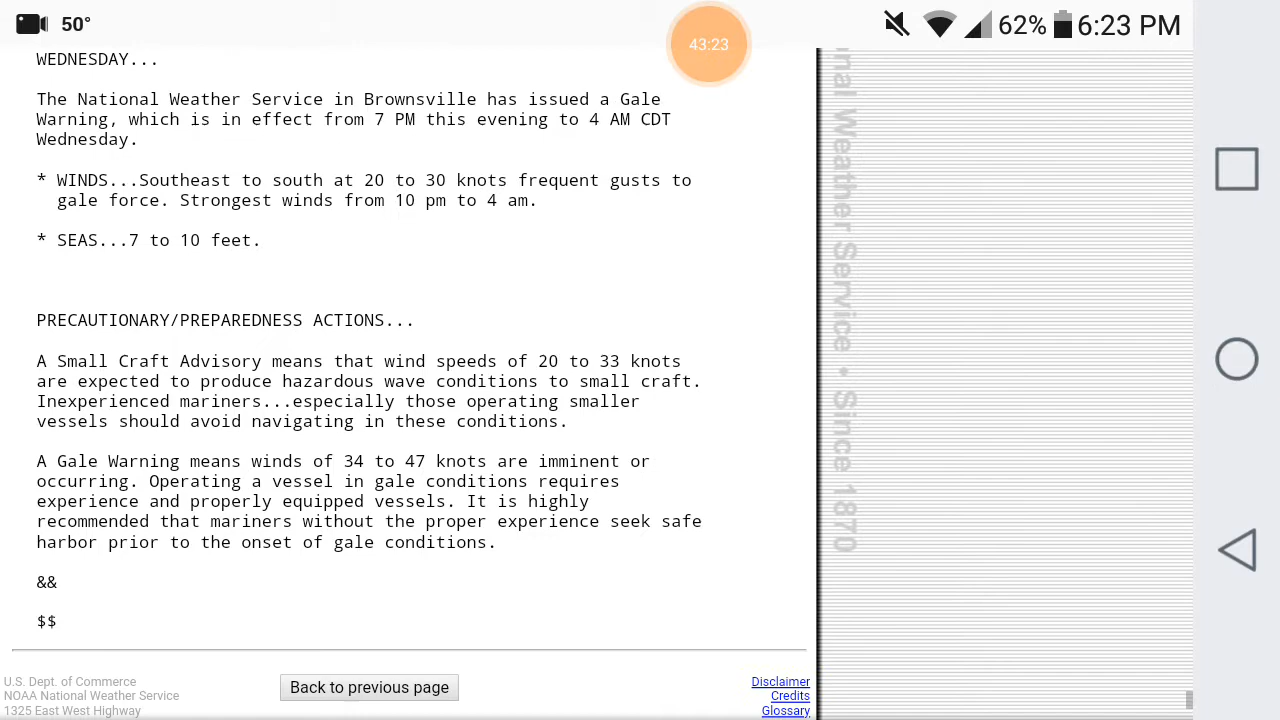 50°
43:23
62%
6:23 PM
WEDNESDAY...
The National Weather Service in Brownsville has issued a Gale
Warning, which is in effect from 7 PM this evening to 4 AM CDT
Wednesday.
* WINDS...Southeast to south at 20 to 30 knots frequent gusts to
gale force. Strongest winds from 10 pm to 4 am.
* SEAS...7 to 10 feet.
PRECAUTIONARY/PREPAREDNESS ACTIONS...
A Small Craft Advisory means that wind speeds of 20 to 33 knots
are expected to produce hazardous wave conditions to small craft.
Inexperienced mariners...especially those operating smaller
vessels should avoid navigating in these conditions.
A Gale Warning means winds of 34 to 47 knots are imminent or
occurring. Operating a vessel in gale conditions requires
experience and properly equipped vessels. It is highly
recommended that mariners without the proper experience seek safe
harbor prior to the onset of gale conditions.
&&
$$
U.S. Dept. of Commerce
NOAA National Weather Service
1325 East West Highway
Back to previous page
Disclaimer
Credits
Glossary
nal Weather Service • Since 1870